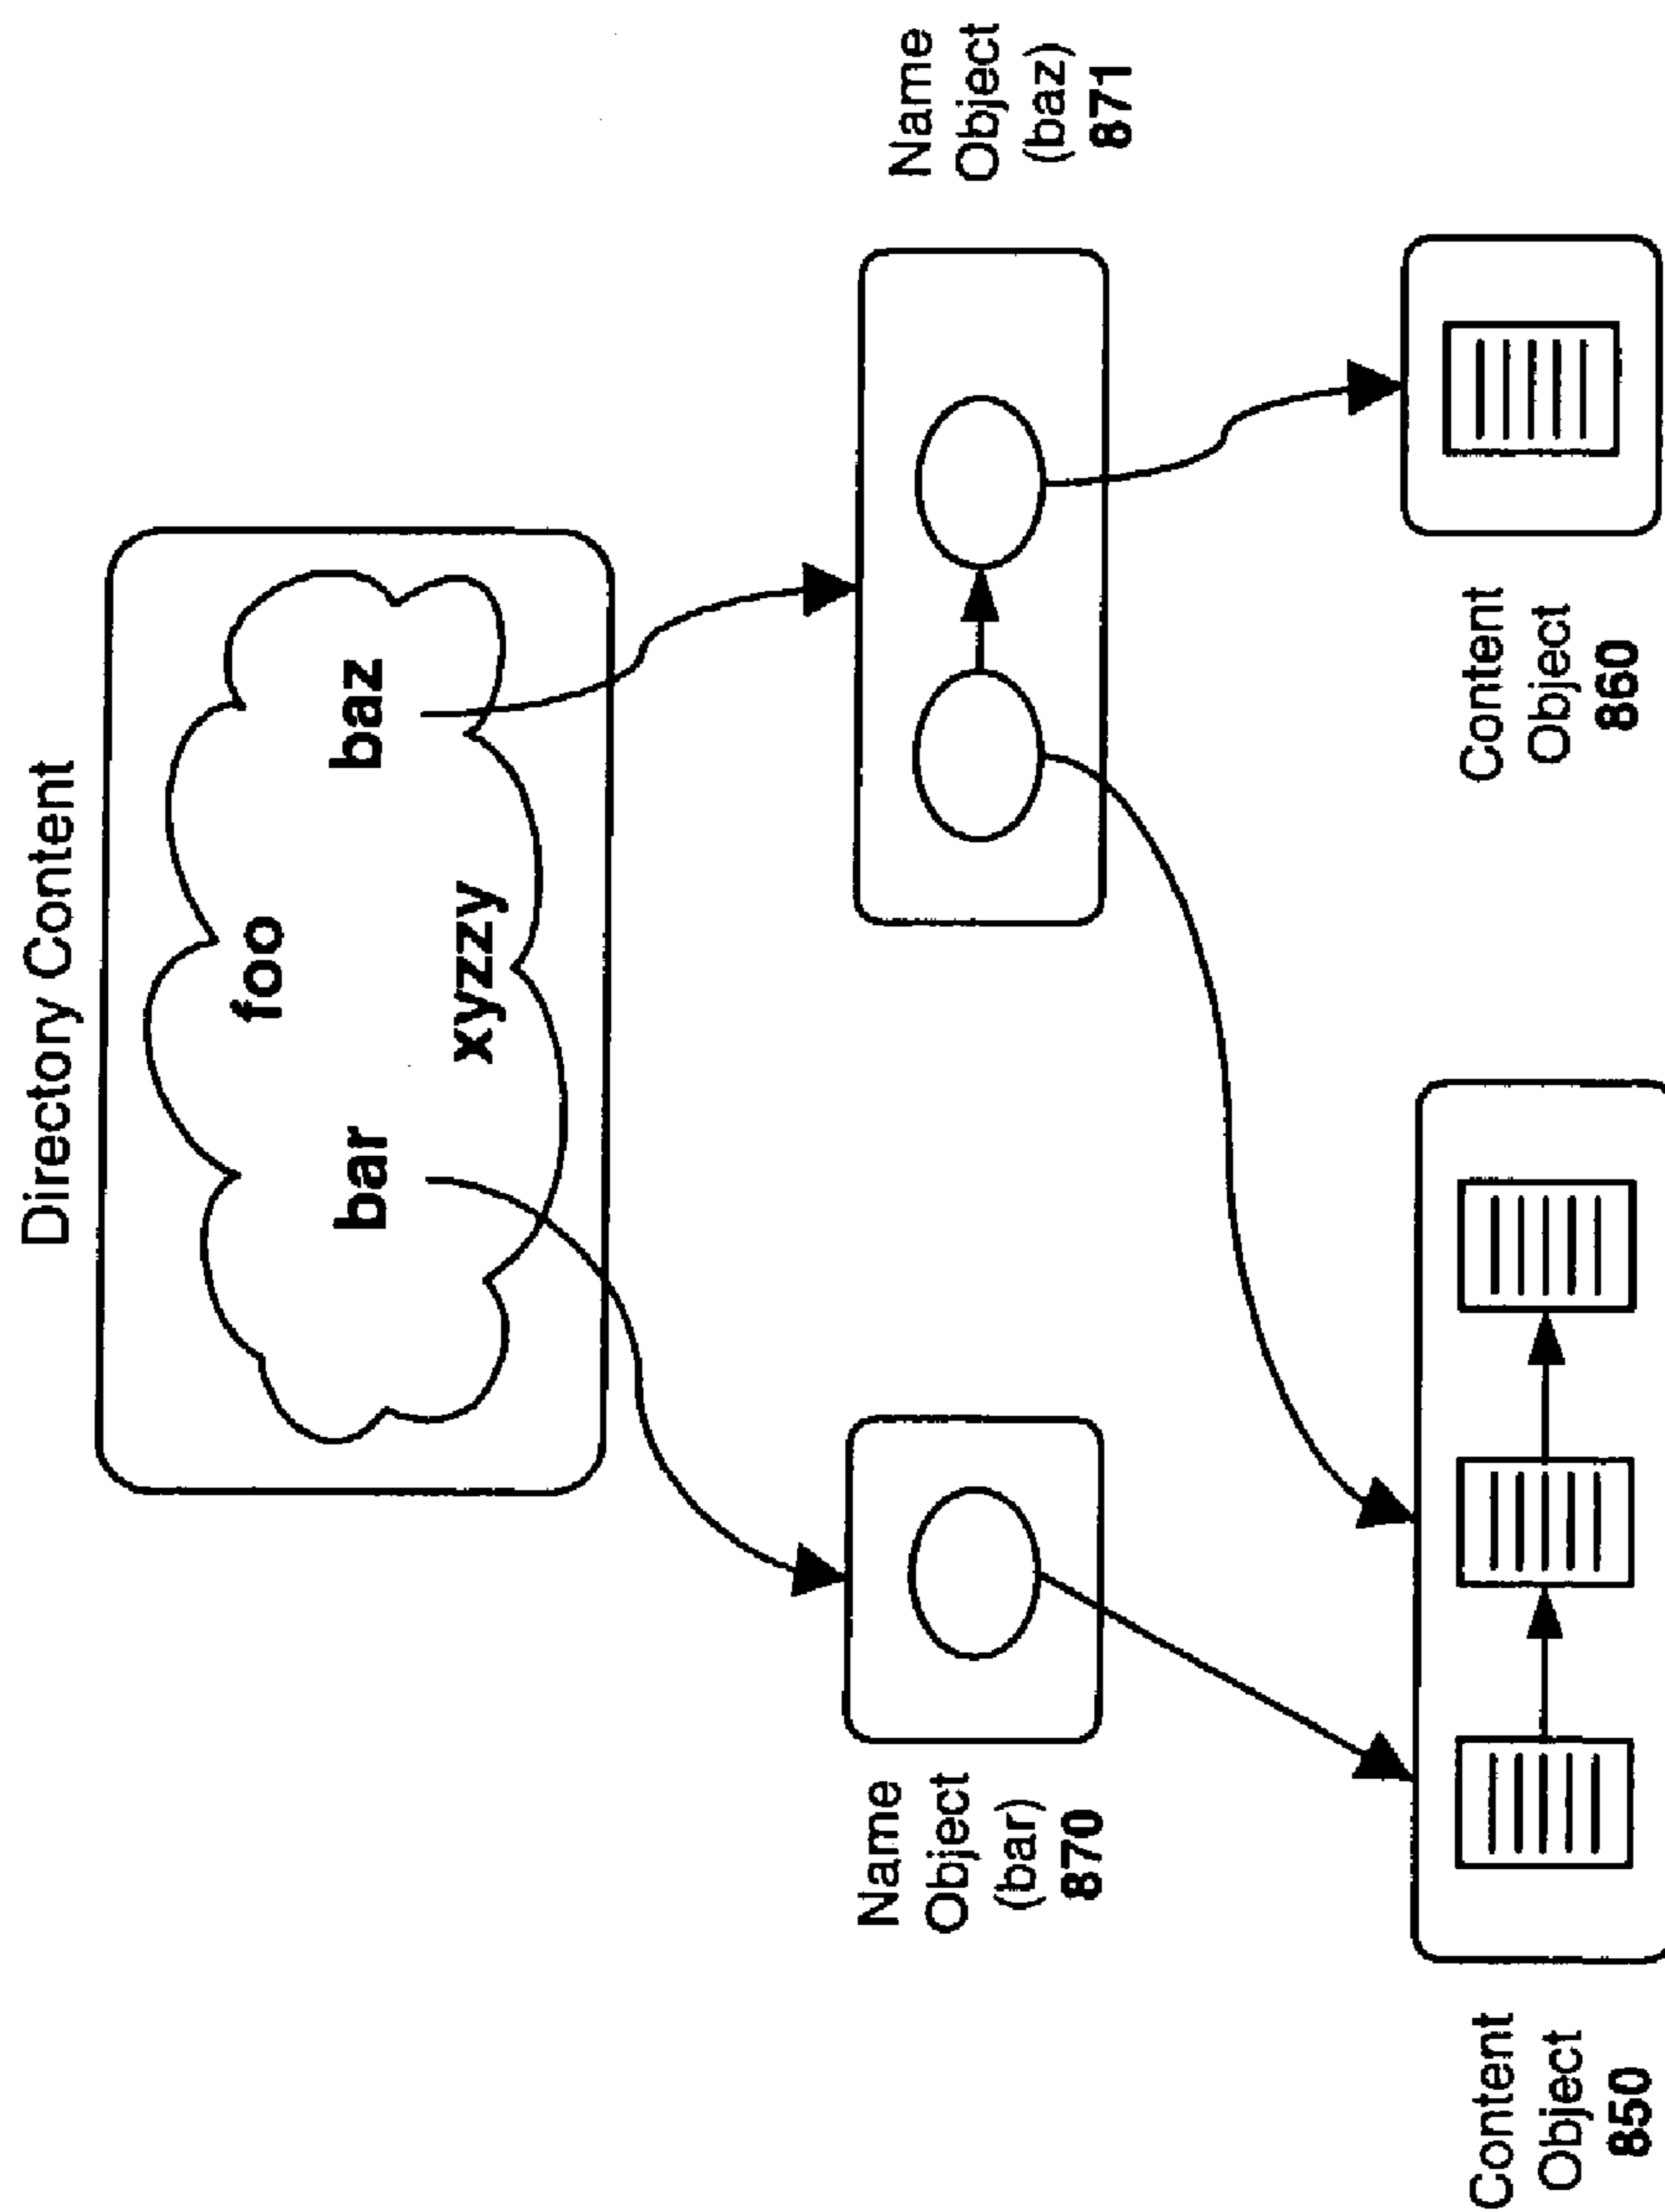 Directory Content
foo
bar
baz
xyzzy
Name
Object
(bar)
870
Name
Object
(baz)
871
Content
Object
850
Content
Object
860